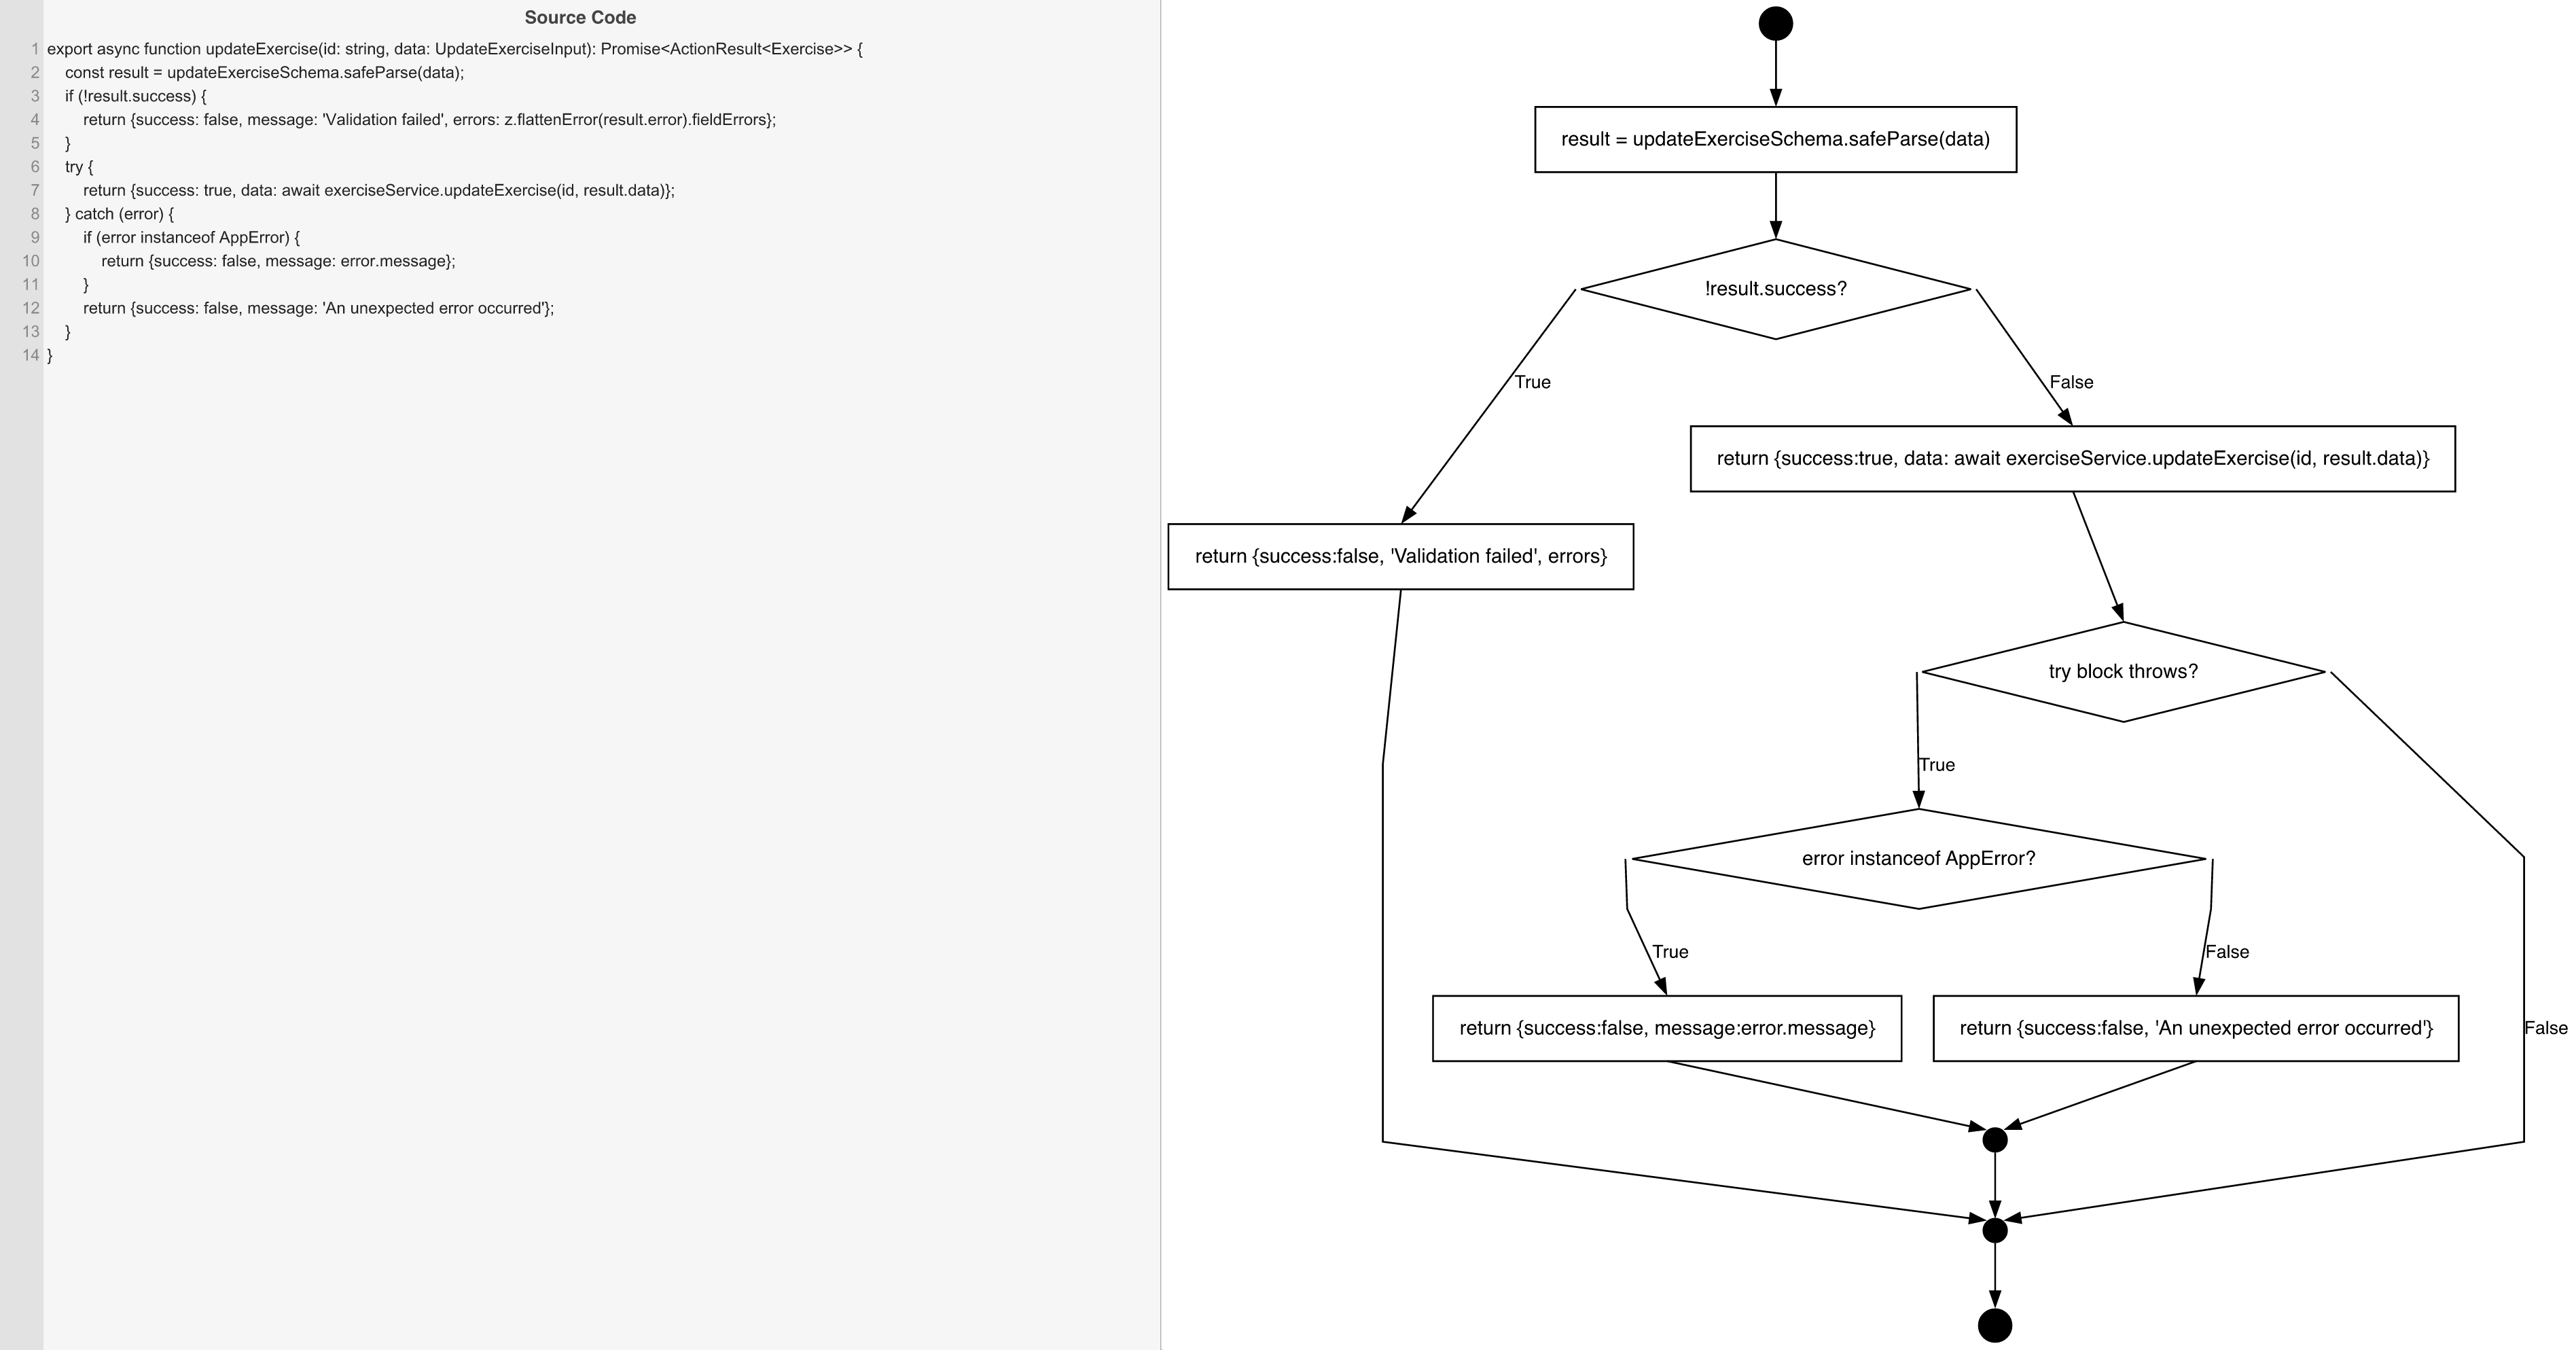 Source Code
1 export async function updateExercise(id: string, data: UpdateExerciseInput): Promise<ActionResult<Exercise>> {
2 const result = updateExerciseSchema.safeParse(data);
3 if (!result.success) {
4 return {success: false, message: 'Validation failed', errors: z.flattenError(result.error).fieldErrors};
5 }
6 try {
7 return {success: true, data: await exerciseService.updateExercise(id, result.data)};
8 } catch (error) {
9 if (error instanceof AppError) {
10 return {success: false, message: error.message};
11 }
12 return {success: false, message: 'An unexpected error occurred'};
13 }
14 }
result = updateExerciseSchema.safeParse(data)
!result.success?
True
False
return {success:true, data: await exerciseService.updateExercise(id, result.data)}
return {success:false, 'Validation failed', errors}
try block throws?
True
error instanceof AppError?
True
False
return {success:false, message:error.message}
return {success:false, 'An unexpected error occurred'}
False